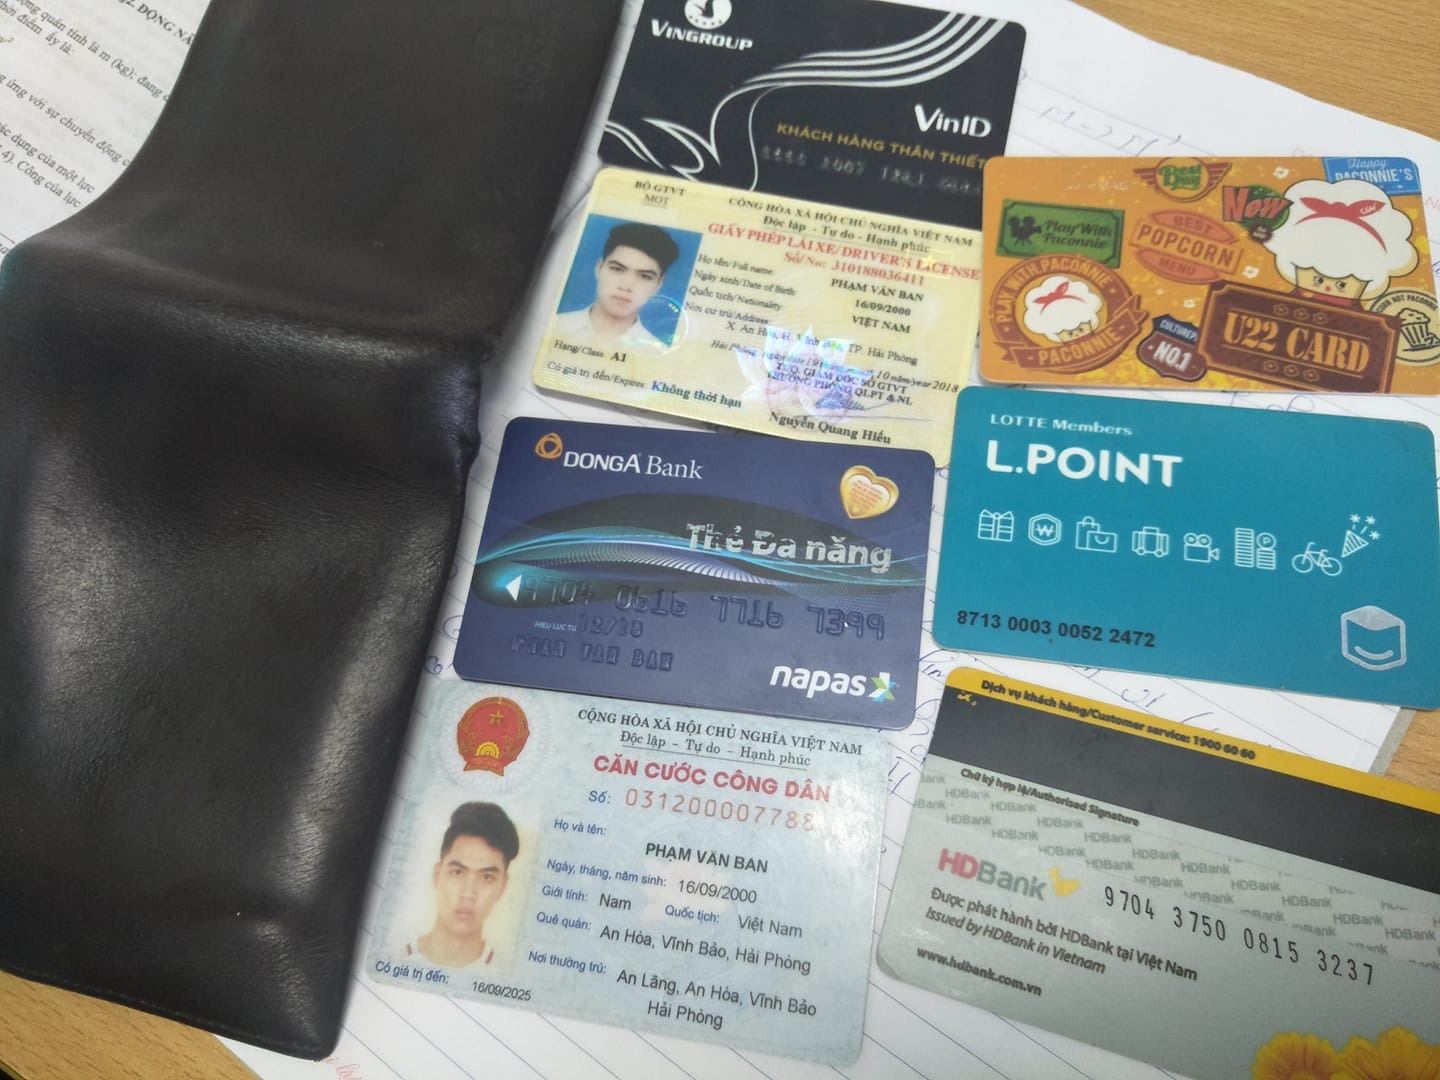 2. ĐỘNG NĂ
quán tính là m (kg); đang
thời điểm ấy là:
ứng với sự chuyển động
tác dụng của một lực
4). Công của lực
VINGROUP
VinID
KHÁCH HÀNG THÂN THIẾT
BỘ GTVT
MOT
CỘNG HÒA XÃ HỘI CHỦ NGHĨA VIỆT NAM
Độc lập - Tự do - Hạnh phúc
GIẤY PHÉP LÁI XE/DRIVER'S LICENSE
Số/No: 310188036411
Họ tên/Full name
PHẠM VĂN BAN
Ngày sinh/Date of Birth
16/09/2000
Quốc tịch/Nationality
VIỆT NAM
Nơi cư trú/Address
X. An Hòa, H. Vĩnh Bảo, TP. Hải Phòng
Hải Phòng, ngày/date 19 tháng/month 10 năm/year 2018
Hạng/Class A1
TUQ. GIÁM ĐỐC SỞ GTVT
TRƯỞNG PHÒNG QLPT & NL
Có giá trị đến/Expires Không thời hạn
Nguyễn Quang Hiếu
Best Day
Happy
PACONNIE'S
New
CGV
Play With
Paconnie
BEST
POPCORN
MENU
PLAY WITH PACONNIE
PACONNIE
CULTUREPL
NO.1
U22 CARD
DONGA Bank
Thẻ Đa năng
9704 0616 7716 7399
HIỆU LỰC TỪ 12/18
PHAM VAN BAN
napas
LOTTE Members
L.POINT
8713 0003 0052 2472
CỘNG HÒA XÃ HỘI CHỦ NGHĨA VIỆT NAM
Độc lập - Tự do - Hạnh phúc
CĂN CƯỚC CÔNG DÂN
Số: 031200007788
Họ và tên:
PHẠM VĂN BAN
Ngày, tháng, năm sinh: 16/09/2000
Giới tính: Nam Quốc tịch: Việt Nam
Quê quán: An Hòa, Vĩnh Bảo, Hải Phòng
Nơi thường trú: An Lãng, An Hòa, Vĩnh Bảo
Hải Phòng
Có giá trị đến: 16/09/2025
Dịch vụ khách hàng/Customer service: 1900 60 60
Chữ ký hợp lệ/Authorised Signature
HDBank
9704 3750 0815 3237
Được phát hành bởi HDBank tại Việt Nam
Issued by HDBank in Vietnam
www.hdbank.com.vn